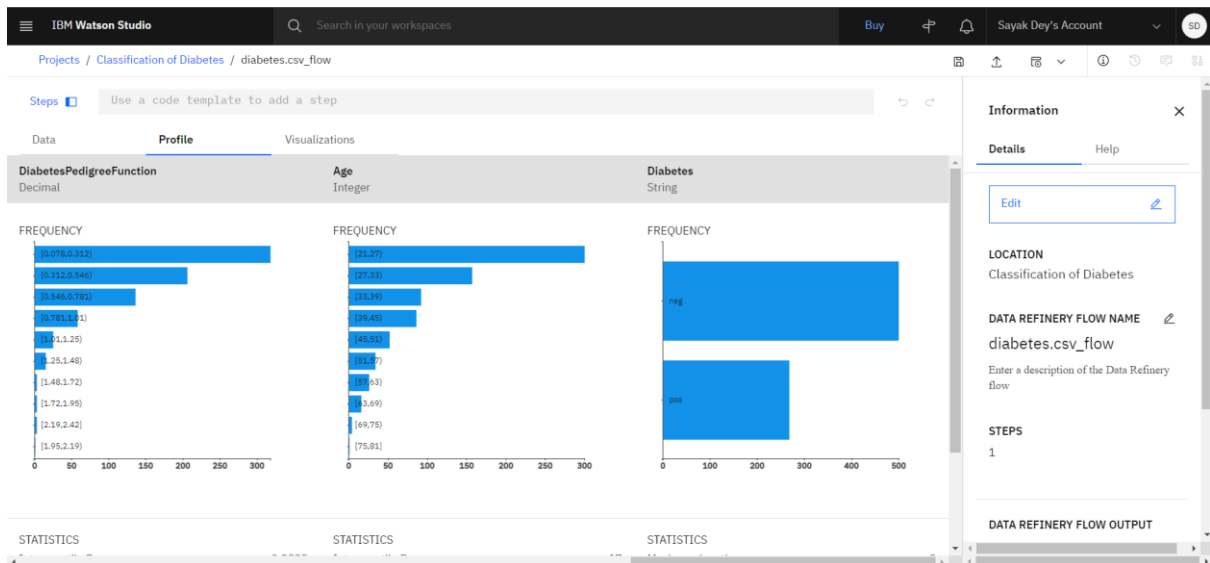 IBM Watson Studio
Search in your workspaces
Buy
Sayak Dey's Account
SD
Projects / Classification of Diabetes / diabetes.csv_flow
Steps
Use a code template to add a step
Data Profile Visualizations
DiabetesPedigreeFunction
Decimal
Age
Integer
Diabetes
String
FREQUENCY
[0.078,0.312)
[0.312,0.546)
[0.546,0.781)
[0.781,1.01)
[1.01,1.25)
[1.25,1.48)
[1.48,1.72)
[1.72,1.95)
[2.19,2.42]
[1.95,2.19)
0 50 100 150 200 250 300
FREQUENCY
[21,27)
[27,33)
[33,39)
[39,45)
[45,51)
[51,57)
[57,63)
[63,69)
[69,75)
[75,81]
0 50 100 150 200 250 300
FREQUENCY
neg
pos
0 100 200 300 400 500
STATISTICS
STATISTICS
STATISTICS
Information
Details Help
Edit
LOCATION
Classification of Diabetes
DATA REFINERY FLOW NAME
diabetes.csv_flow
Enter a description of the Data Refinery
flow
STEPS
1
DATA REFINERY FLOW OUTPUT